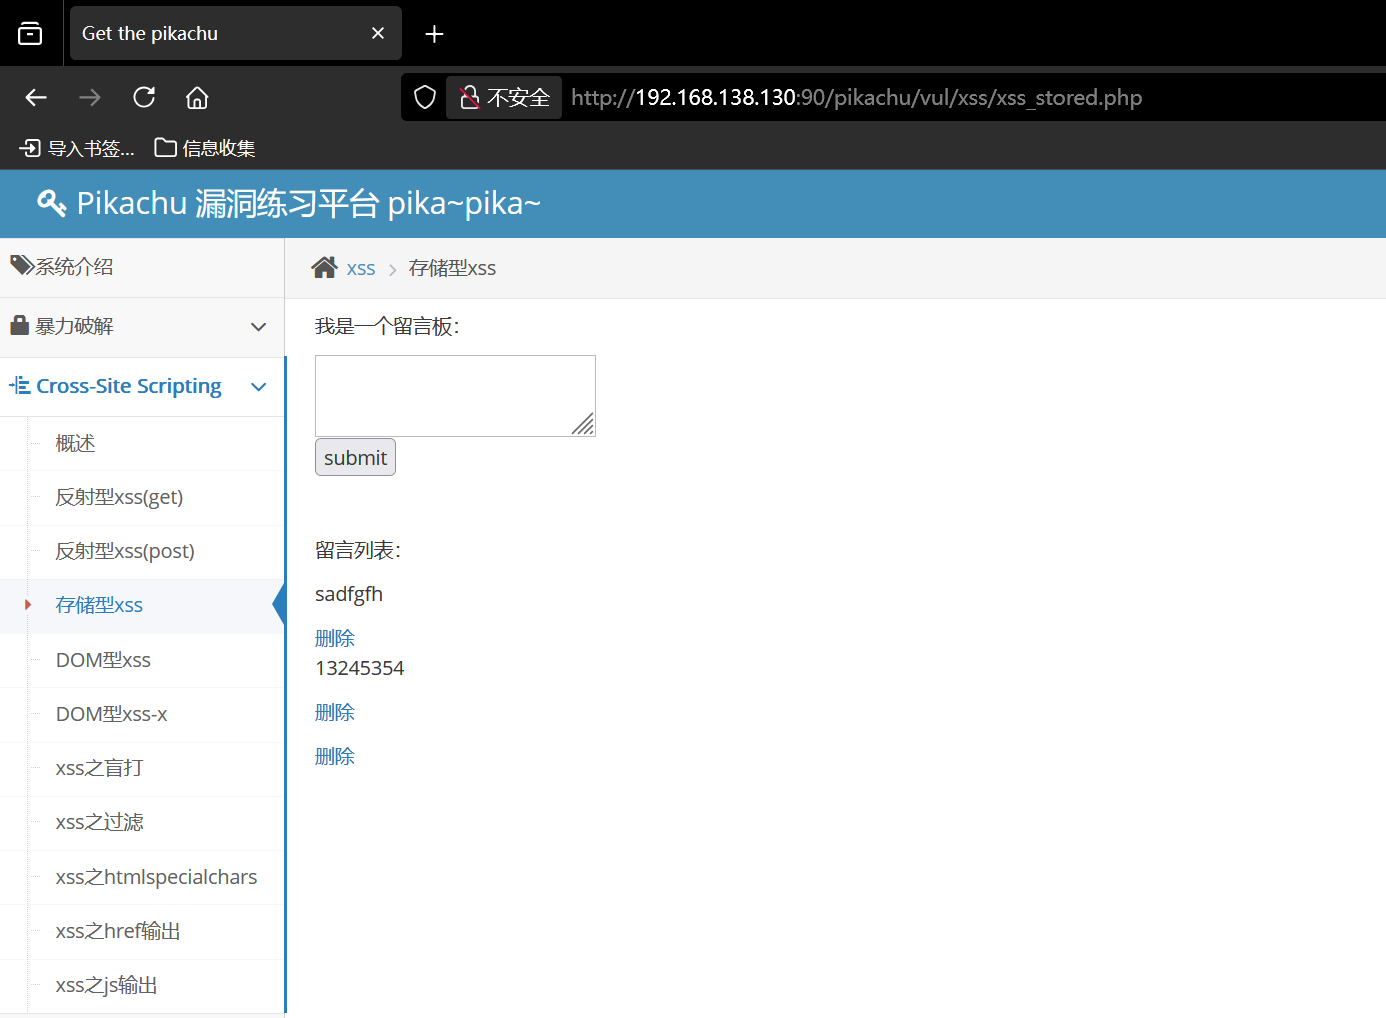 Get the pikachu
不安全 http://192.168.138.130:90/pikachu/vul/xss/xss_stored.php
导入书签... 信息收集
Pikachu 漏洞练习平台 pika~pika~
系统介绍
暴力破解
Cross-Site Scripting
概述
反射型xss(get)
反射型xss(post)
存储型xss
DOM型xss
DOM型xss-x
xss之盲打
xss之过滤
xss之htmlspecialchars
xss之href输出
xss之js输出
xss > 存储型xss
我是一个留言板：
submit
留言列表：
sadfgfh
删除
13245354
删除
删除